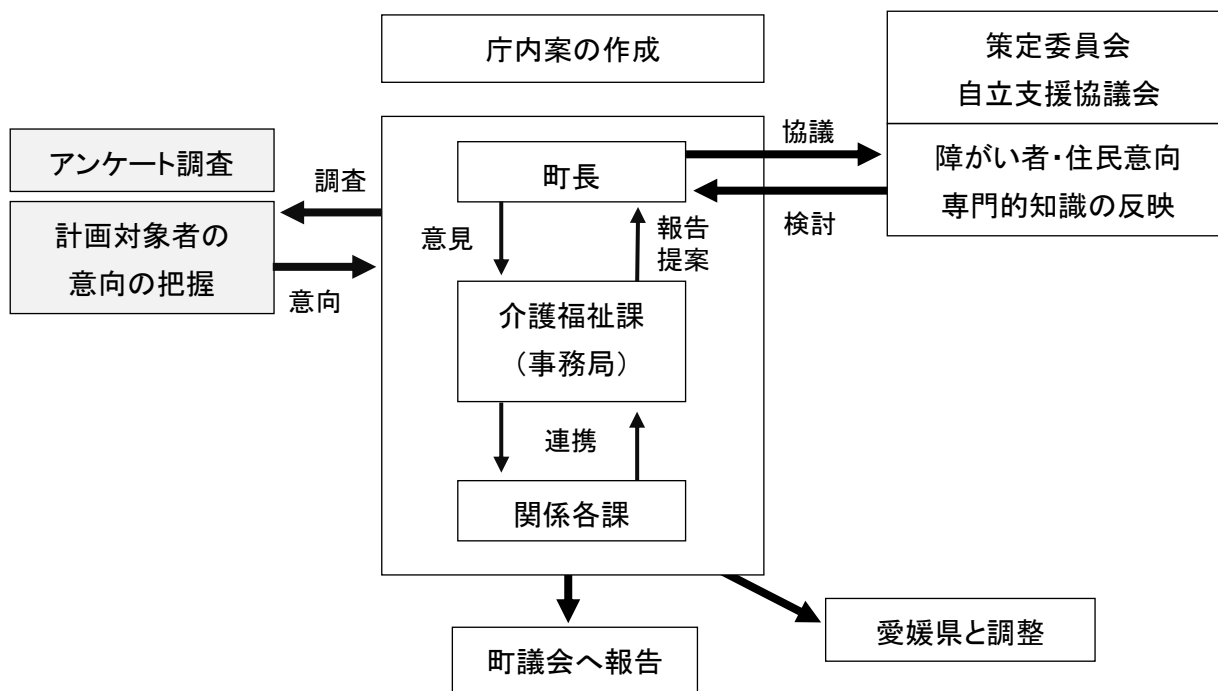 庁内案の作成
策定委員会
自立支援協議会
障がい者・住民意向
専門的知識の反映
アンケート調査
計画対象者の
意向の把握
調査
意向
協議
検討
町長
意見
報告
提案
介護福祉課
（事務局）
連携
関係各課
町議会へ報告
愛媛県と調整